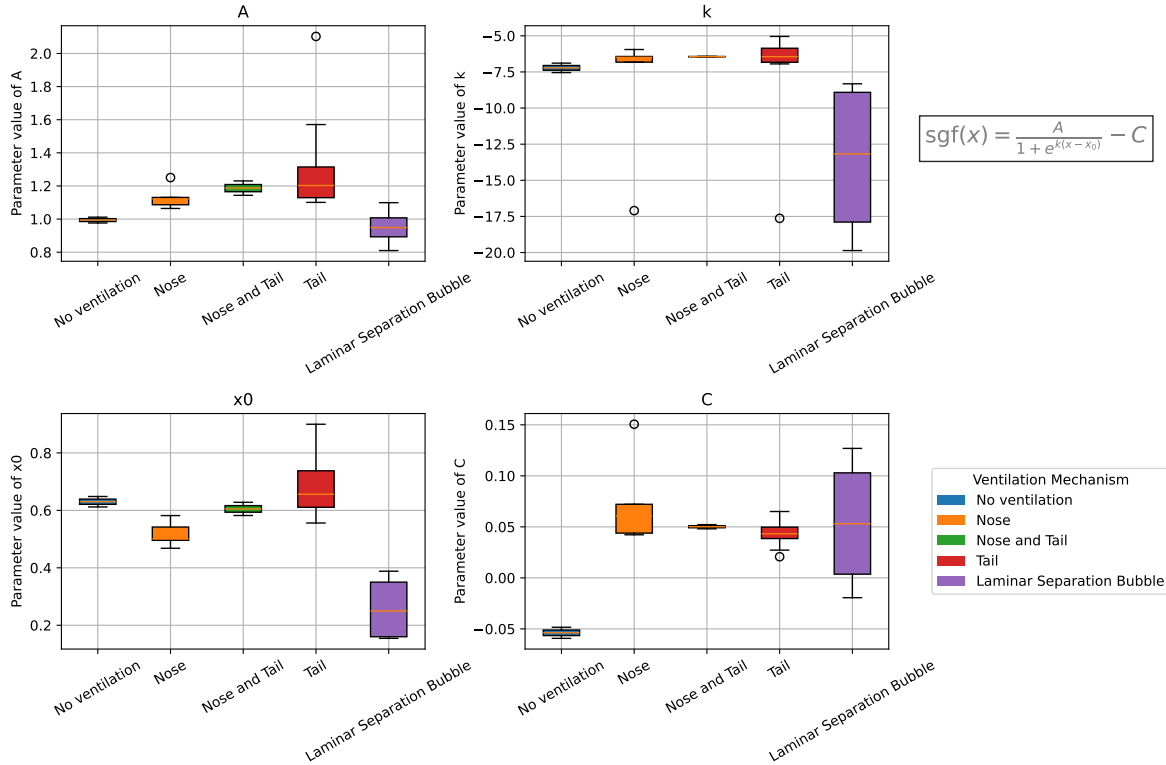 A
Parameter value of A
2.0
1.8
1.6
1.4
1.2
1.0
0.8
No ventilation
Nose
Nose and Tail
Tail
Laminar Separation Bubble
k
Parameter value of k
−5.0
−7.5
−10.0
−12.5
−15.0
−17.5
−20.0
No ventilation
Nose
Nose and Tail
Tail
Laminar Separation Bubble
sgf(x) = A / (1 + e^{k(x − x₀)}) − C
x0
Parameter value of x0
0.8
0.6
0.4
0.2
No ventilation
Nose
Nose and Tail
Tail
Laminar Separation Bubble
C
Parameter value of C
0.15
0.10
0.05
0.00
−0.05
No ventilation
Nose
Nose and Tail
Tail
Laminar Separation Bubble
Ventilation Mechanism
No ventilation
Nose
Nose and Tail
Tail
Laminar Separation Bubble